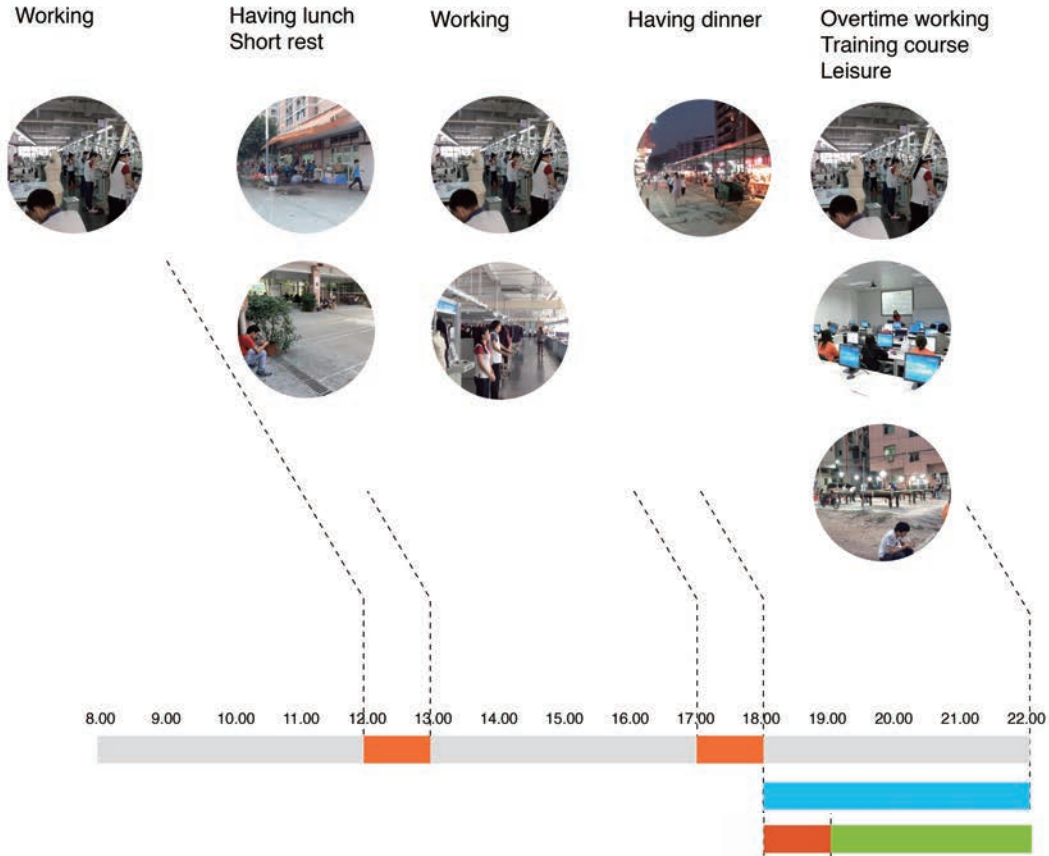 Working
Having lunch
Short rest
Working
Having dinner
Overtime working
Training course
Leisure
8.00 9.00 10.00 11.00 12.00 13.00 14.00 15.00 16.00 17.00 18.00 19.00 20.00 21.00 22.00